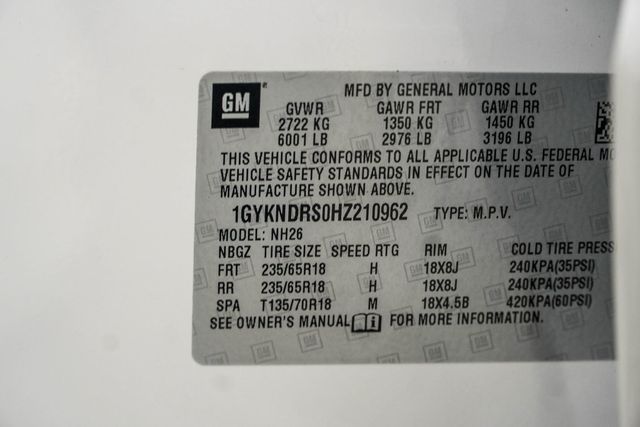 GM
MFD BY GENERAL MOTORS LLC
GVWR GAWR FRT GAWR RR
2722 KG 1350 KG 1450 KG
6001 LB 2976 LB 3196 LB
THIS VEHICLE CONFORMS TO ALL APPLICABLE U.S. FEDERAL MO
VEHICLE SAFETY STANDARDS IN EFFECT ON THE DATE OF
MANUFACTURE SHOWN ABOVE.
1GYKNDRS0HZ210962 TYPE: M.P.V.
MODEL: NH26
NBGZ TIRE SIZE SPEED RTG RIM COLD TIRE PRESS
FRT 235/65R18 H 18X8J 240KPA(35PSI)
RR 235/65R18 H 18X8J 240KPA(35PSI)
SPA T135/70R18 M 18X4.5B 420KPA(60PSI)
SEE OWNER'S MANUAL FOR MORE INFORMATION.